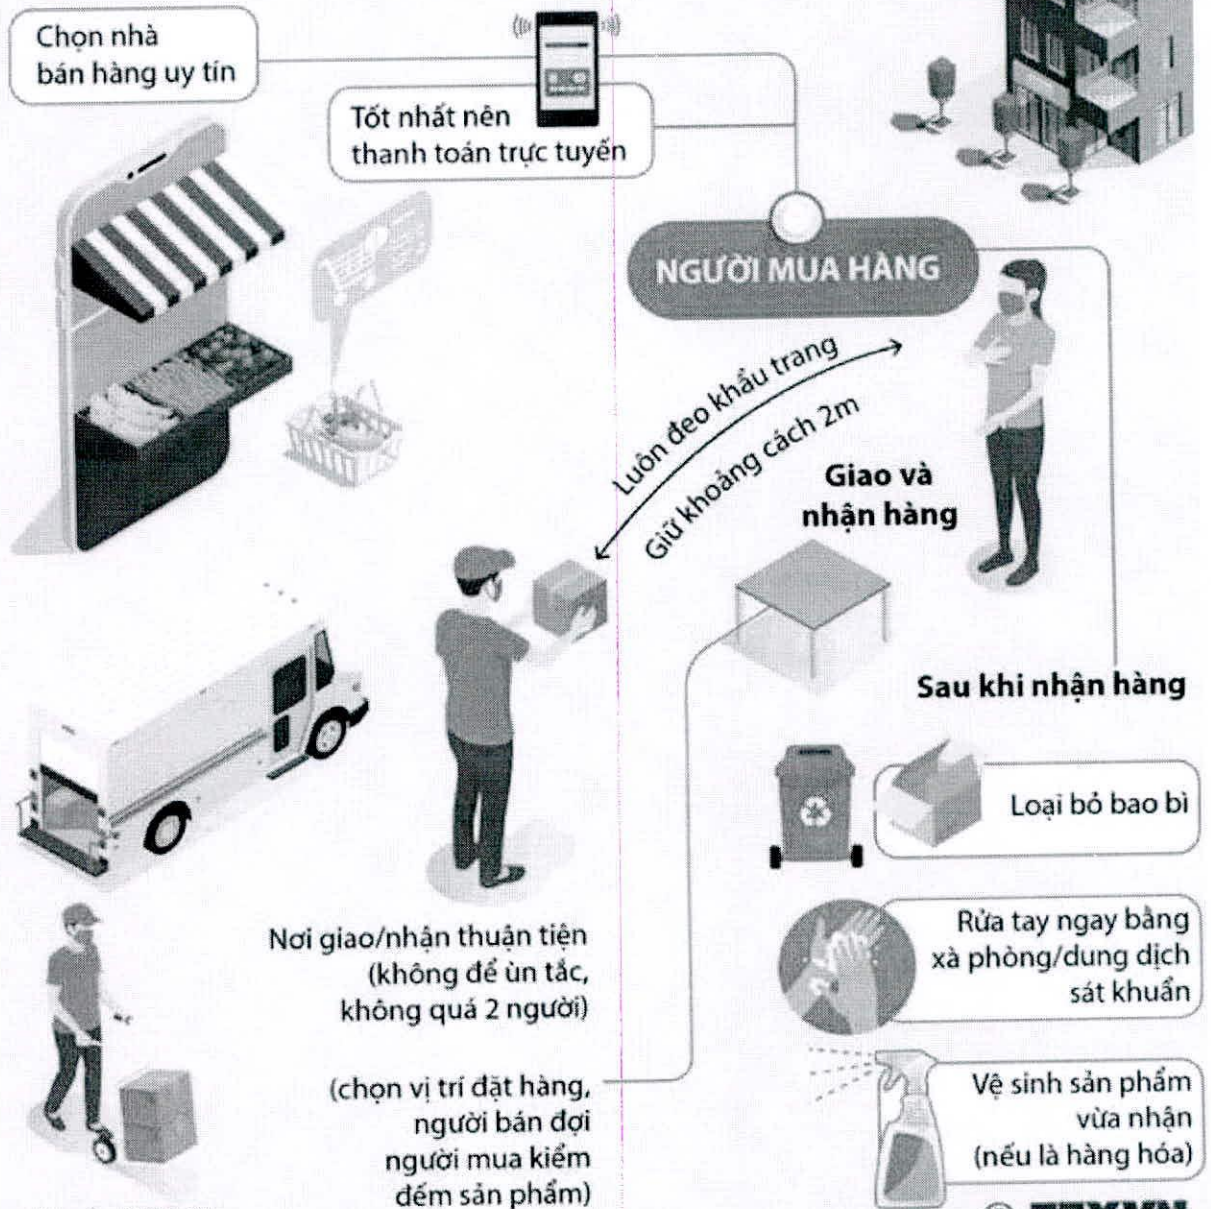 Chọn nhà
bán hàng uy tín
Tốt nhất nên
thanh toán trực tuyến
NGƯỜI MUA HÀNG
Luôn đeo khẩu trang
Giữ khoảng cách 2m
Giao và
nhận hàng
Sau khi nhận hàng
Loại bỏ bao bì
Nơi giao/nhận thuận tiện
(không để ùn tắc,
không quá 2 người)
Rửa tay ngay bằng
xà phòng/dung dịch
sát khuẩn
(chọn vị trí đặt hàng,
người bán đợi
người mua kiểm
đếm sản phẩm)
Vệ sinh sản phẩm
vừa nhận
(nếu là hàng hóa)